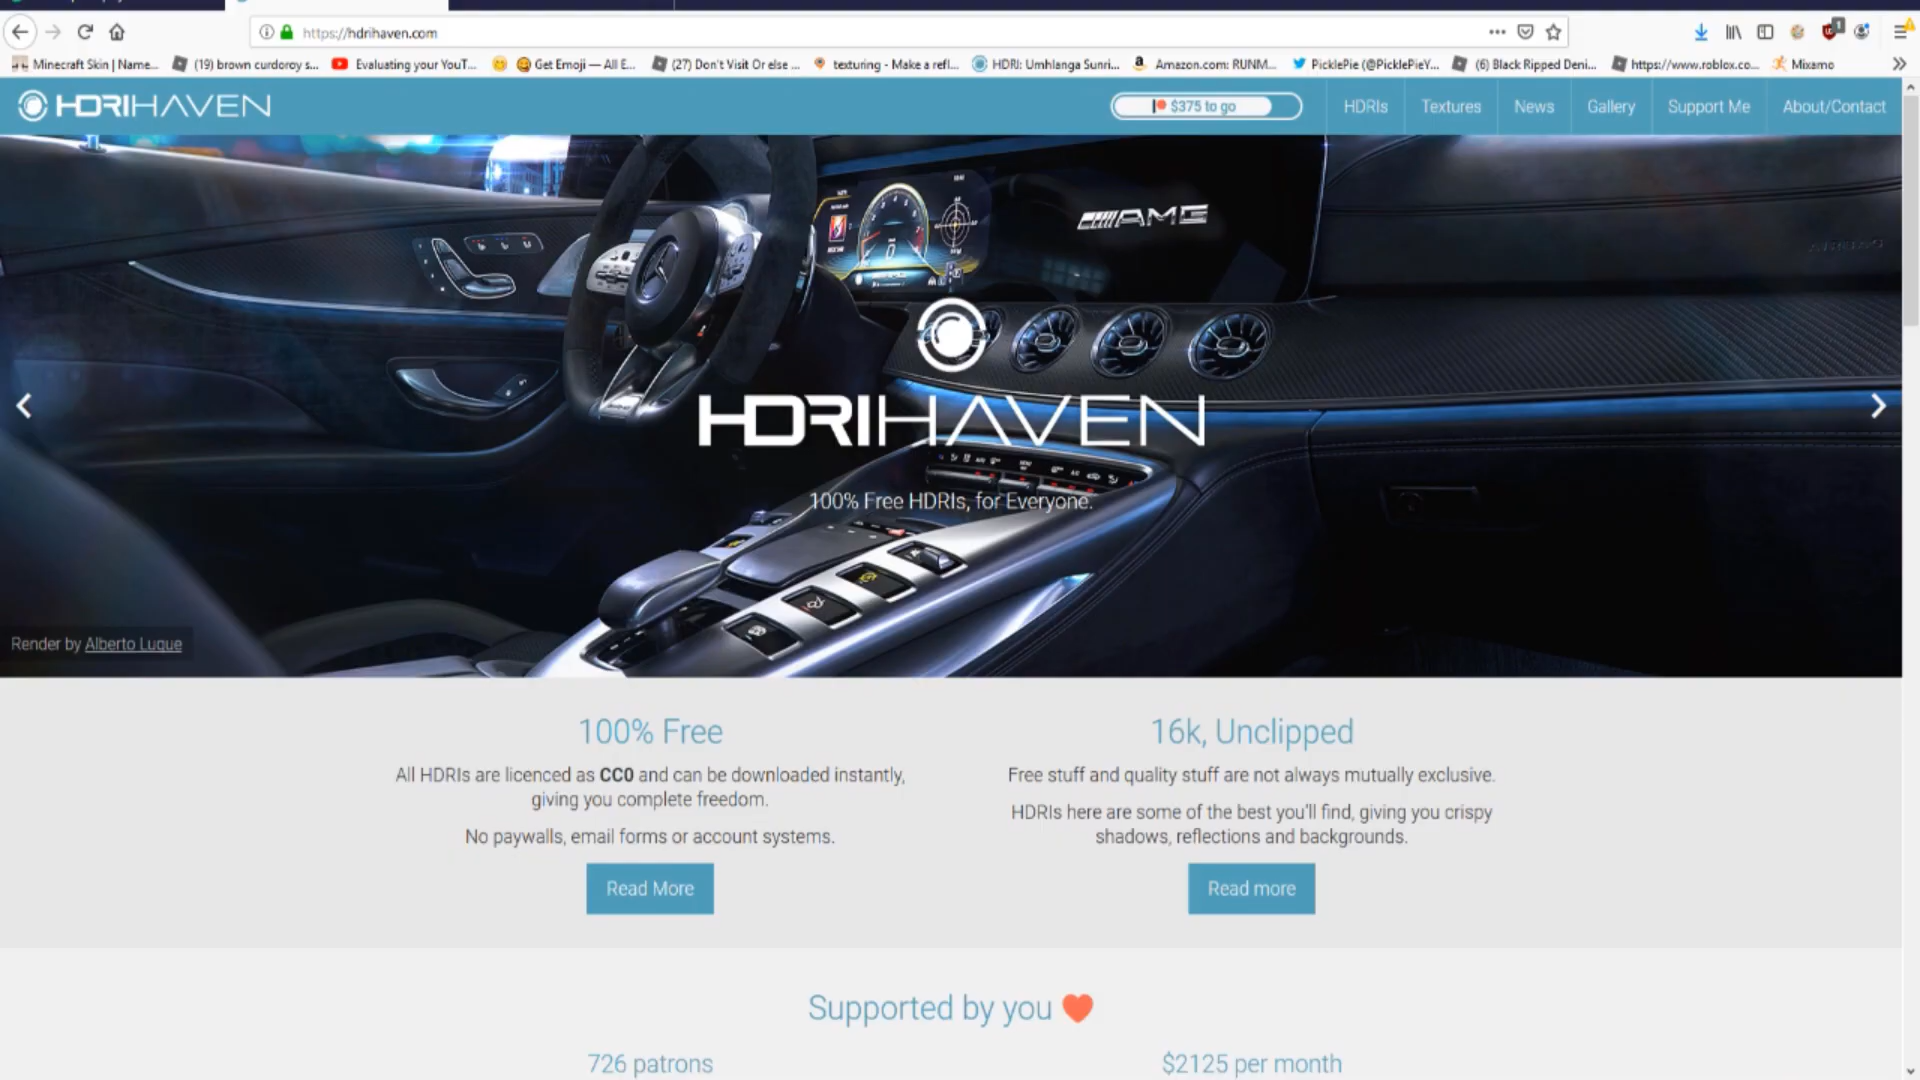 https://hdrihaven.com
Minecraft Skin | Name...
(19) brown curdoroy s...
Evaluating your YouT...
Get Emoji — All E...
(27) Don't Visit Or else ...
texturing - Make a refl...
HDRI: Umhlanga Sunri...
Amazon.com: RUNM...
PicklePie (@PicklePieY...
(6) Black Ripped Deni...
https://www.roblox.co...
Mixamo
HDRIHAVEN
$375 to go
HDRIs
Textures
News
Gallery
Support Me
About/Contact
AMG
HDRIHAVEN
100% Free HDRIs, for Everyone.
Render by Alberto Luque
100% Free
All HDRIs are licenced as CC0 and can be downloaded instantly,
giving you complete freedom.
No paywalls, email forms or account systems.
Read More
16k, Unclipped
Free stuff and quality stuff are not always mutually exclusive.
HDRIs here are some of the best you'll find, giving you crispy
shadows, reflections and backgrounds.
Read more
Supported by you
726 patrons
$2125 per month